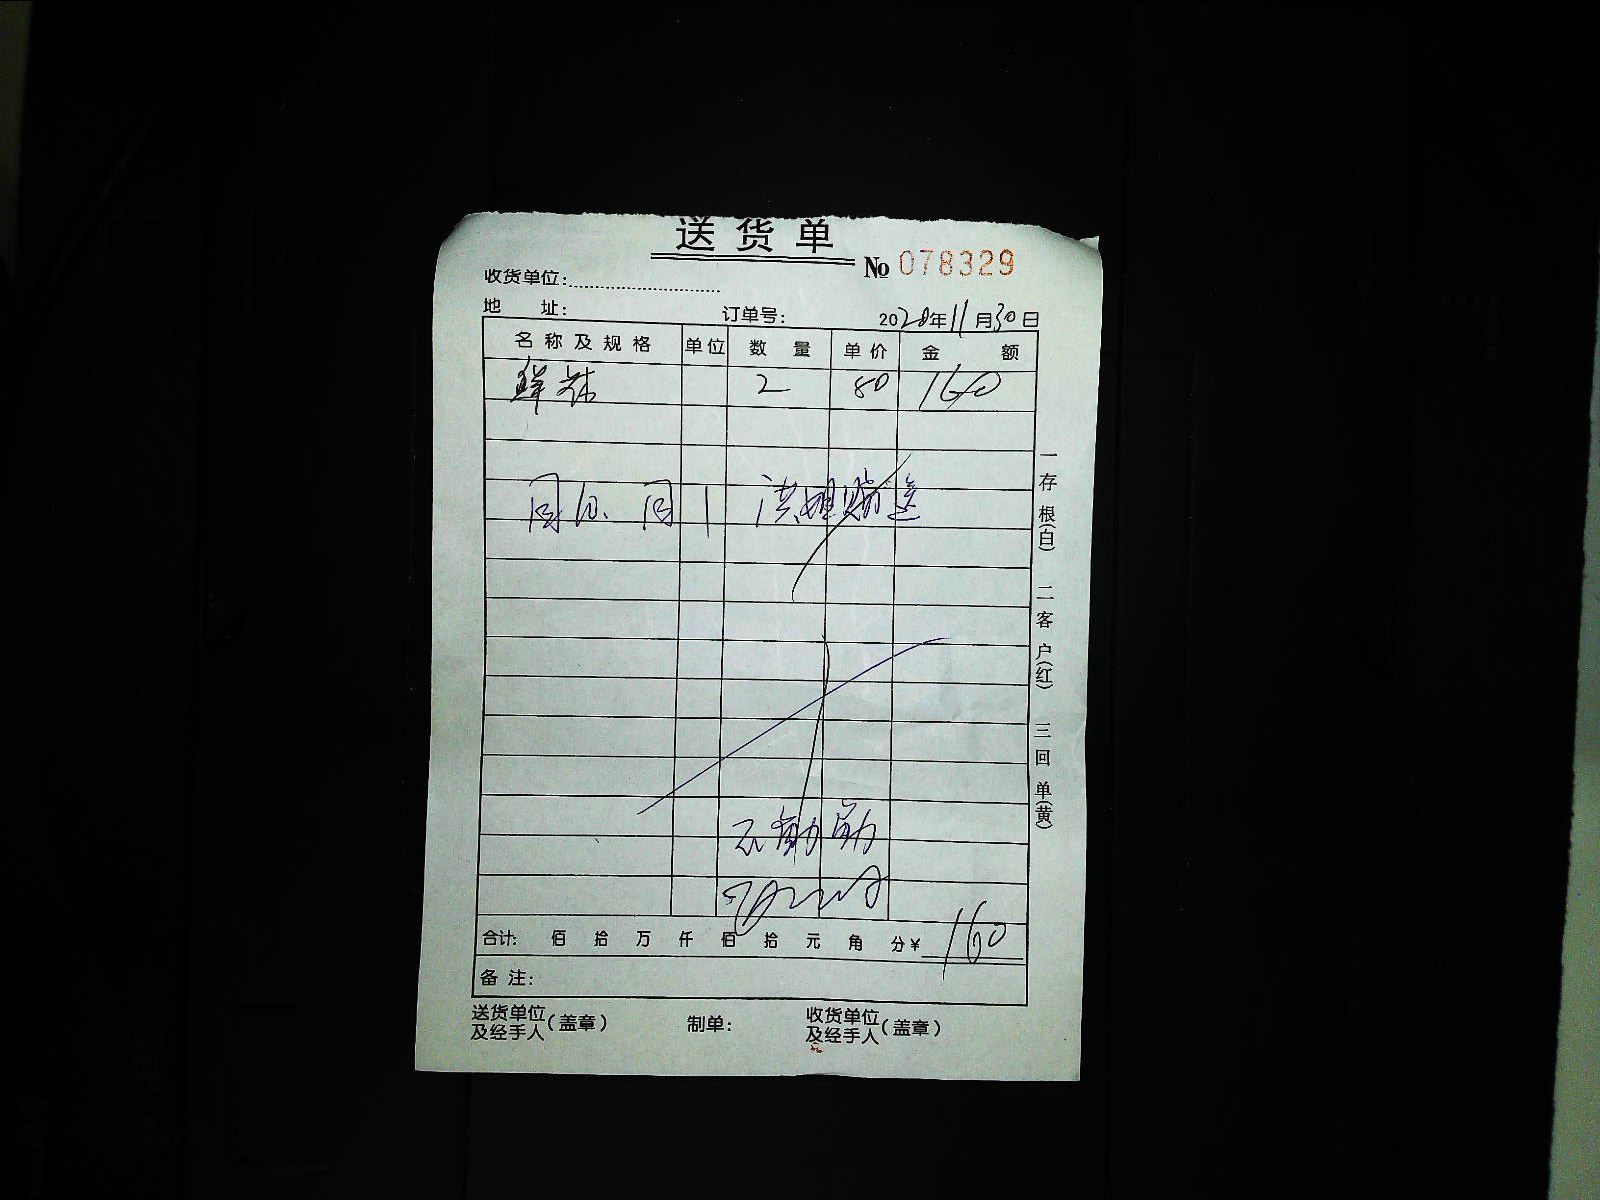 送货单
№ 078329
收货单位:
地 址: 订单号: 2020年11月30日
名称及规格 单位 数量 单价 金额
2 80 160
合计: 佰 拾 万 仟 佰 拾 元 角 分¥ 160
备注:
送货单位及经手人(盖章) 制单: 收货单位及经手人(盖章)
一存根(白) 二客户(红) 三回单(黄)